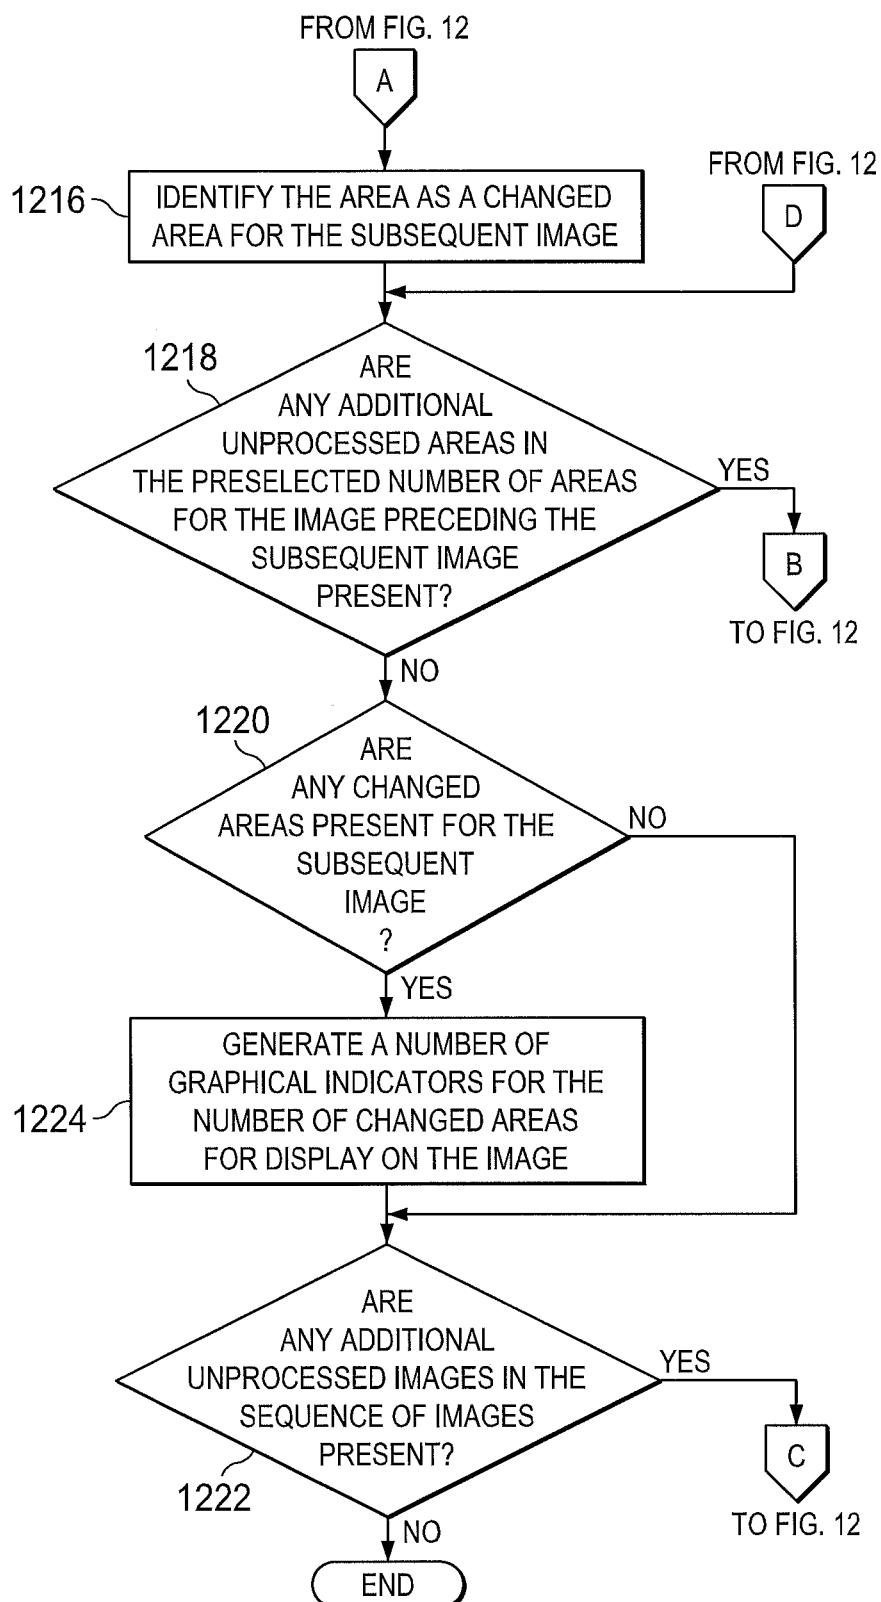 FROM FIG. 12
A
1216
IDENTIFY THE AREA AS A CHANGED
AREA FOR THE SUBSEQUENT IMAGE
FROM FIG. 12
D
1218
ARE
ANY ADDITIONAL
UNPROCESSED AREAS IN
THE PRESELECTED NUMBER OF AREAS
FOR THE IMAGE PRECEDING THE
SUBSEQUENT IMAGE
PRESENT?
YES
B
TO FIG. 12
NO
1220
ARE
ANY CHANGED
AREAS PRESENT FOR THE
SUBSEQUENT
IMAGE
?
NO
YES
1224
GENERATE A NUMBER OF
GRAPHICAL INDICATORS FOR THE
NUMBER OF CHANGED AREAS
FOR DISPLAY ON THE IMAGE
ARE
ANY ADDITIONAL
UNPROCESSED IMAGES IN THE
SEQUENCE OF IMAGES
PRESENT?
YES
1222
C
TO FIG. 12
NO
END